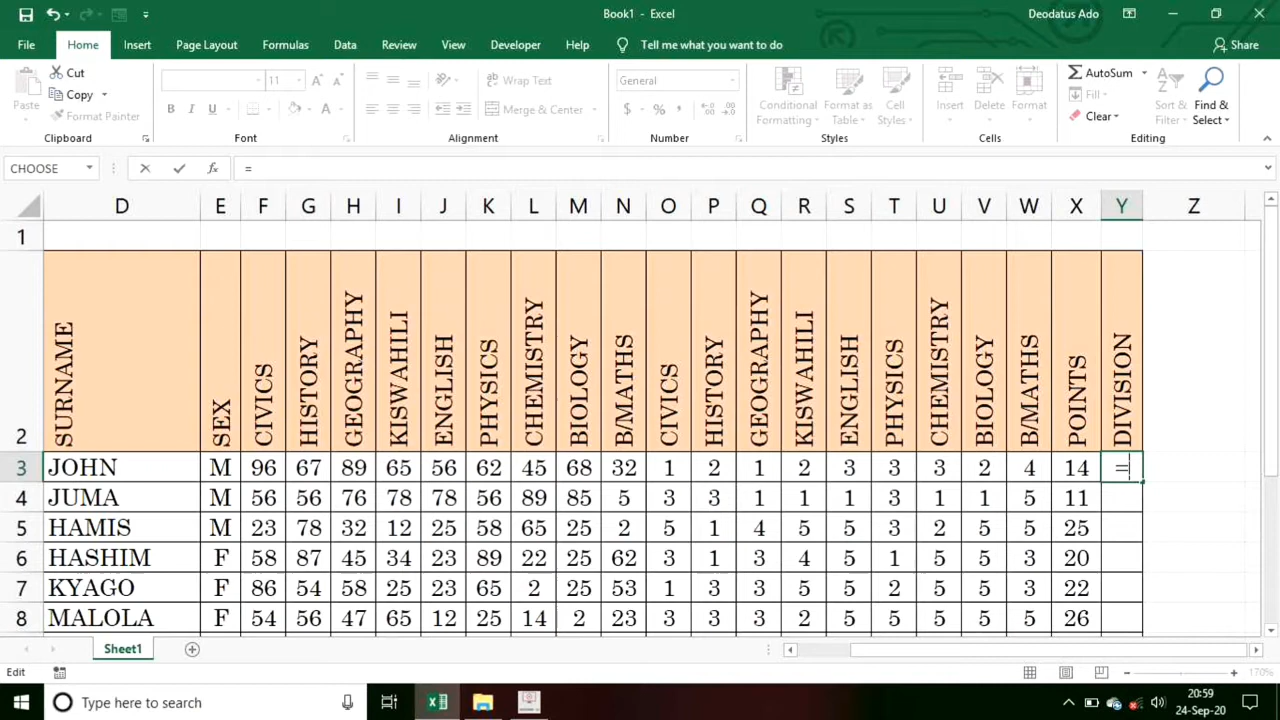 Book1 - Excel
Deodatus Ado
File Home Insert Page Layout Formulas Data Review View Developer Help Tell me what you want to do Share
Paste
Cut
Copy
Format Painter
11
B I U
Wrap Text
Merge & Center
General
$ % ,
Conditional Formatting
Format as Table
Cell Styles
Insert
Delete
Format
AutoSum
Fill
Clear
Sort & Filter
Find & Select
Clipboard Font Alignment Number Styles Cells Editing
CHOOSE fx =
D E F G H I J K L M N O P Q R S T U V W X Y Z
1
2 SURNAME SEX CIVICS HISTORY GEOGRAPHY KISWAHILI ENGLISH PHYSICS CHEMISTRY BIOLOGY B/MATHS CIVICS HISTORY GEOGRAPHY KISWAHILI ENGLISH PHYSICS CHEMISTRY BIOLOGY B/MATHS POINTS DIVISION
3 JOHN M 96 67 89 65 56 62 45 68 32 1 2 1 2 3 3 3 2 4 14 =
4 JUMA M 56 56 76 78 78 56 89 85 5 3 3 1 1 1 3 1 1 5 11
5 HAMIS M 23 78 32 12 25 58 65 25 2 5 1 4 5 5 3 2 5 5 25
6 HASHIM F 58 87 45 34 23 89 22 25 62 3 1 3 4 5 1 5 5 3 20
7 KYAGO F 86 54 58 25 23 65 2 25 53 1 3 3 5 5 2 5 5 3 22
8 MALOLA F 54 56 47 65 12 25 14 2 23 3 3 3 2 5 5 5 5 5 26
Sheet1
Edit
170%
Type here to search
20:59
24-Sep-20